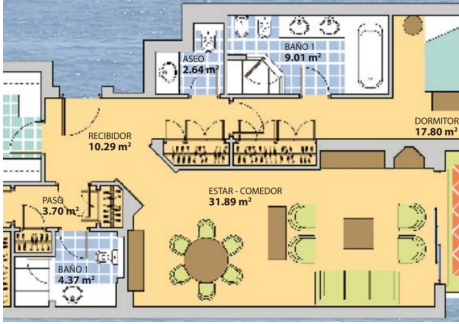 ASEO
2.64 m²
BAÑO 1
9.01 m²
DORMITOR
17.80 m²
RECIBIDOR
10.29 m²
PASO
3.70 m²
ESTAR - COMEDOR
31.89 m²
BAÑO 1
4.37 m²